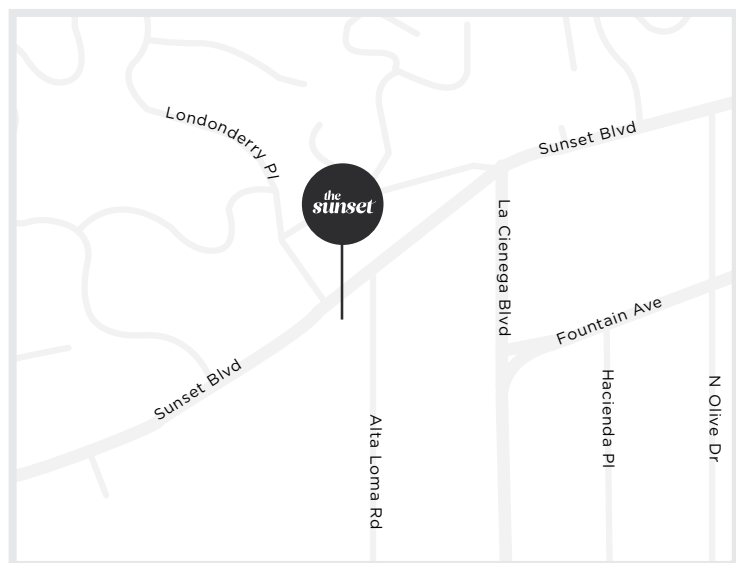 Londonderry Pl
Sunset Blvd
the
sunset
La Cienega Blvd
Fountain Ave
Sunset Blvd
Hacienda Pl
N Olive Dr
Alta Loma Rd